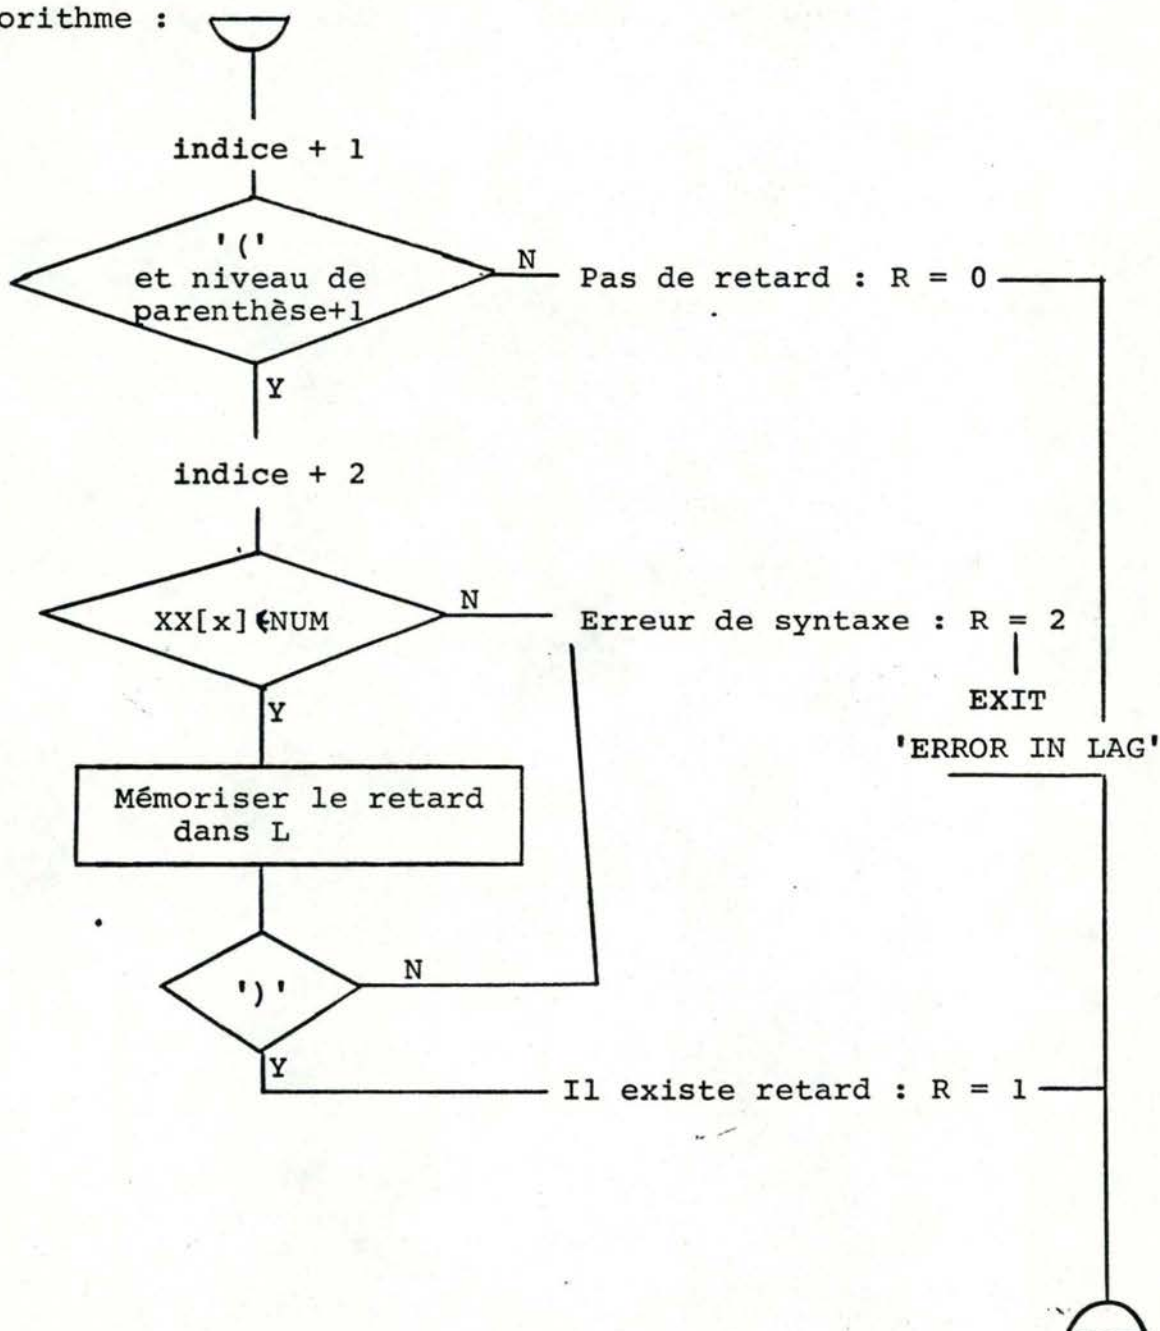 orithme :
indice + 1
'('
et niveau de
parenthèse+1
N
Pas de retard : R = 0
Y
indice + 2
XX[x]∈NUM
N
Erreur de syntaxe : R = 2
EXIT
'ERROR IN LAG'
Y
Mémoriser le retard
dans L
')'
N
Y
Il existe retard : R = 1